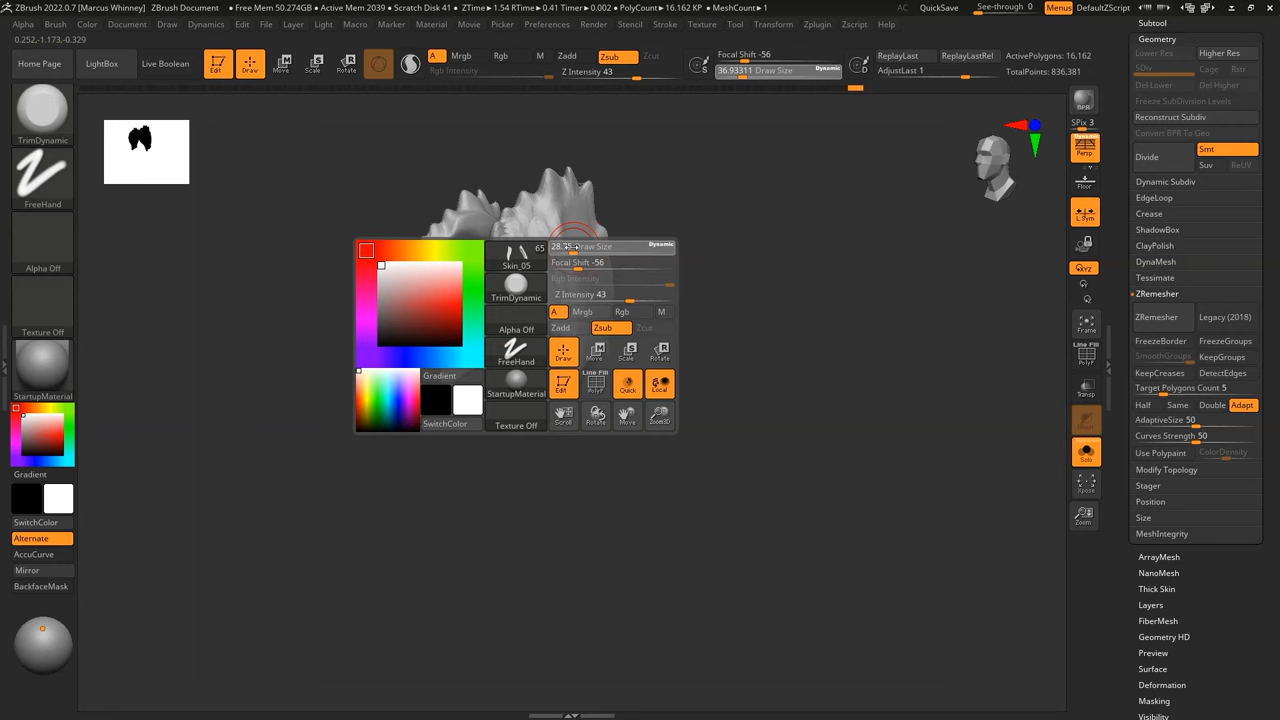 ZBrush 2022.0.7 [Marcus Whinney] ZBrush Document ● Free Mem 50.274GB ● Active Mem 2039 ● Scratch Disk 41 ● ZTime►1.54 RTime►0.41 Timer►0.002 ● PolyCount►16.162 KP ● MeshCount►1
AC QuickSave See-through 0 Menus DefaultZScript
Alpha Brush Color Document Draw Dynamics Edit File Layer Light Macro Marker Material Movie Picker Preferences Render Stencil Stroke Texture Tool Transform Zplugin Zscript Help
0.252,-1.173,-0.329
Home Page LightBox Live Boolean
Edit Draw Move Scale Rotate
A Mrgb Rgb M Zadd Zsub Zcut
Rgb Intensity Z Intensity 43
S
Focal Shift -56
36.93311 Draw Size Dynamic
D
ReplayLast ReplayLastRel
AdjustLast 1
ActivePolygons: 16,162
TotalPoints: 836,381
TrimDynamic
FreeHand
Alpha Off
Texture Off
StartupMaterial
Gradient
SwitchColor
Alternate
AccuCurve
Mirror
BackfaceMask
Gradient
SwitchColor
65
Skin_05
TrimDynamic
Alpha Off
FreeHand
StartupMaterial
Texture Off
Draw Size Dynamic
Focal Shift -56
Rgb Intensity
Z Intensity 43
A Mrgb Rgb M
Zadd Zsub Zcut
Draw Move Scale Rotate
Line Fill
Edit PolyF Quick Local
Scroll Rotate Move Zoom3D
BPR
SPix 3
Dynamic
Persp
Floor
L.Sym
XYZ
Frame
Line Fill
PolyF
Transp
Dynamic
Solo
Xpose
Zoom
Subtool
Geometry
Lower Res Higher Res
SDiv Cage Rstr
Del Lower Del Higher
Freeze SubDivision Levels
Reconstruct Subdiv
Convert BPR To Geo
Divide Smt
Suv ReUV
Dynamic Subdiv
EdgeLoop
Crease
ShadowBox
ClayPolish
DynaMesh
Tessimate
ZRemesher
ZRemesher Legacy (2018)
FreezeBorder FreezeGroups
SmoothGroups KeepGroups
KeepCreases DetectEdges
Target Polygons Count 5
Half Same Double Adapt
AdaptiveSize 50
Curves Strength 50
Use Polypaint ColorDensity
Modify Topology
Stager
Position
Size
MeshIntegrity
ArrayMesh
NanoMesh
Thick Skin
Layers
FiberMesh
Geometry HD
Preview
Surface
Deformation
Masking
Visibility